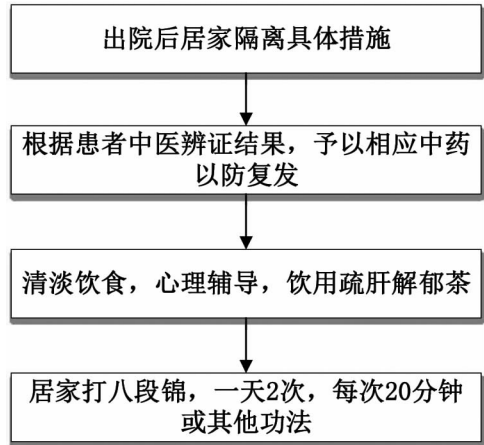 出院后居家隔离具体措施
根据患者中医辨证结果，予以相应中药
以防复发
清淡饮食，心理辅导，饮用疏肝解郁茶
居家打八段锦，一天2次，每次20分钟
或其他功法